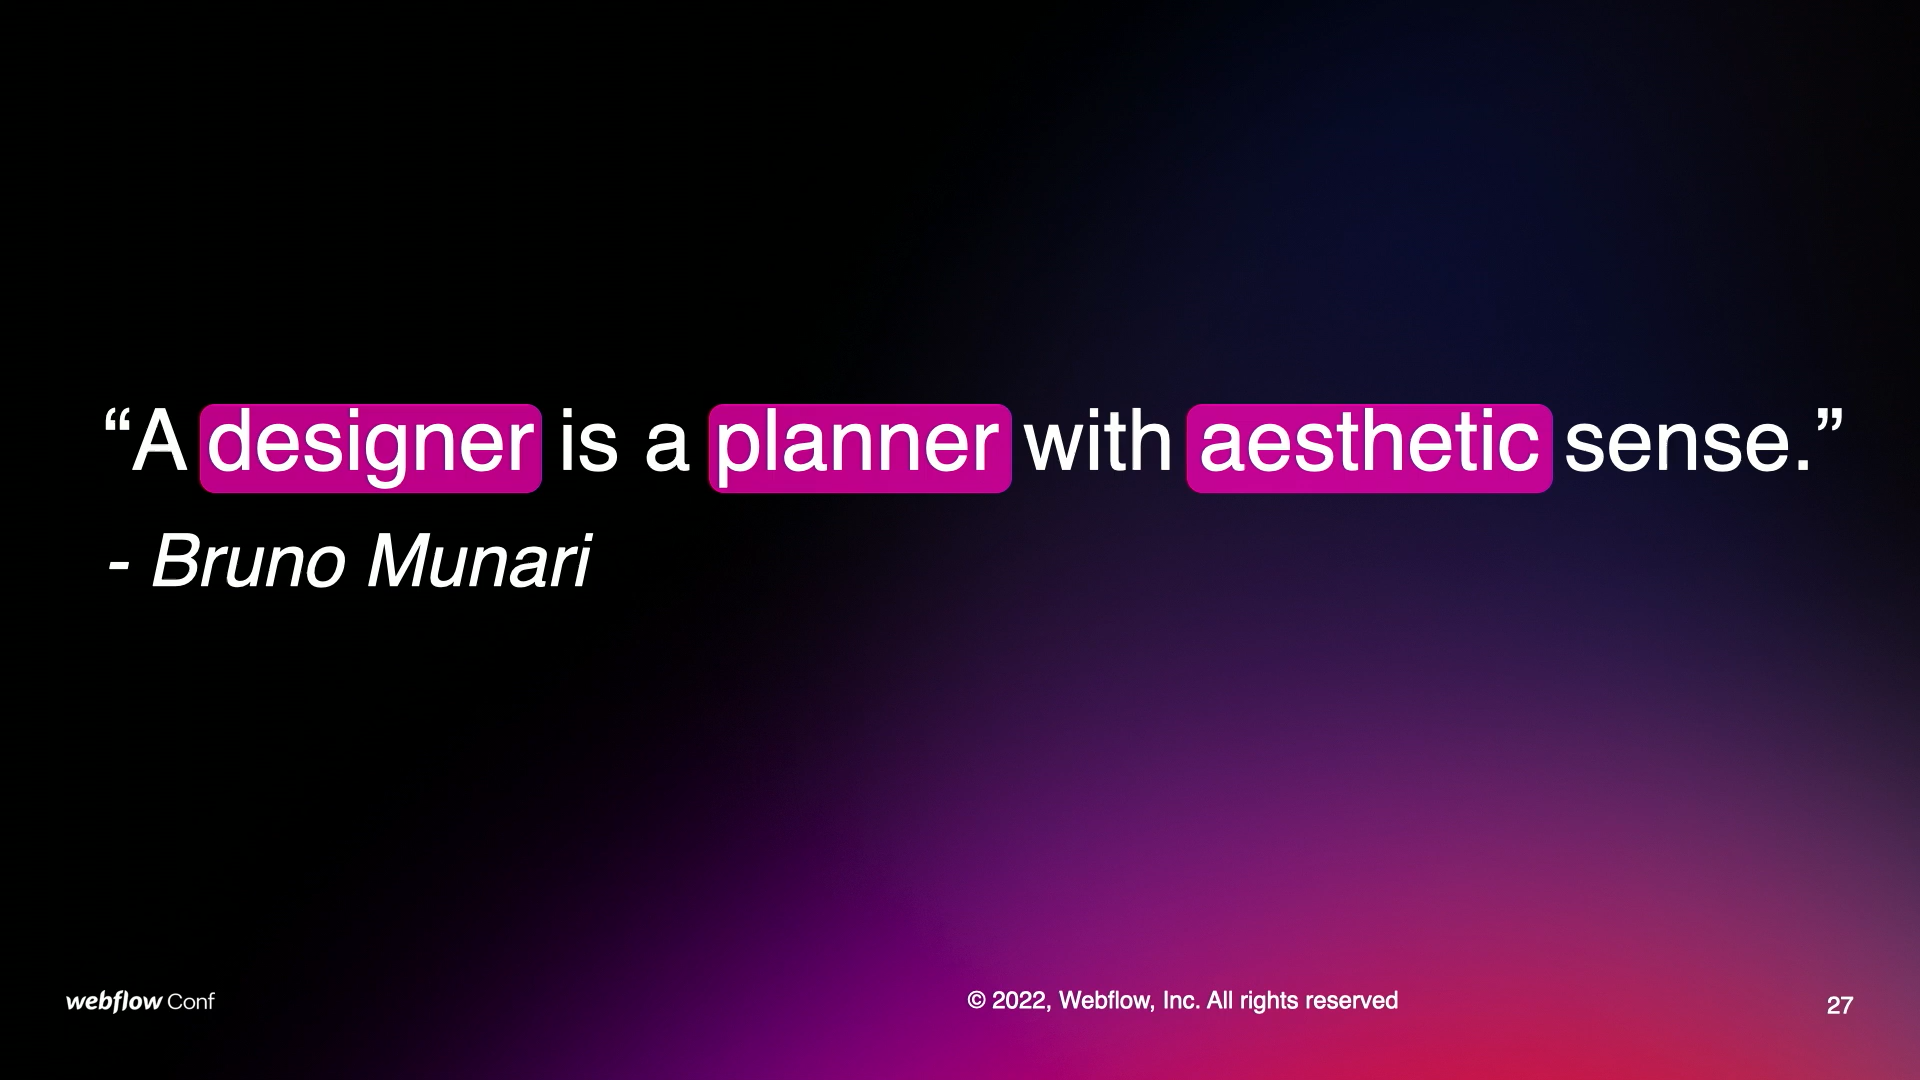 “A designer is a planner with aesthetic sense.”
- Bruno Munari
webflow Conf
© 2022, Webflow, Inc. All rights reserved
27